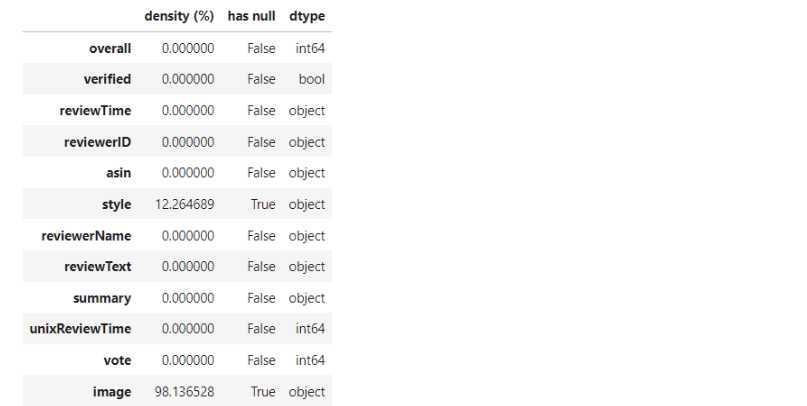 density (%) has null dtype
overall 0.000000 False int64
verified 0.000000 False bool
reviewTime 0.000000 False object
reviewerID 0.000000 False object
asin 0.000000 False object
style 12.264689 True object
reviewerName 0.000000 False object
reviewText 0.000000 False object
summary 0.000000 False object
unixReviewTime 0.000000 False int64
vote 0.000000 False int64
image 98.136528 True object